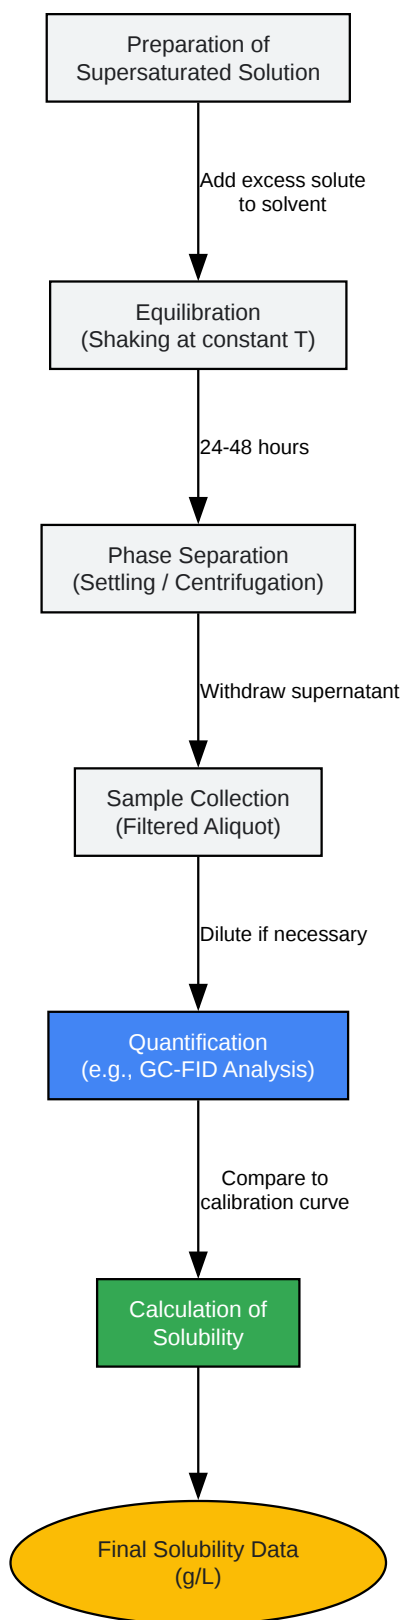 Preparation of
Supersaturated Solution
Add excess solute
to solvent
Equilibration
(Shaking at constant T)
24-48 hours
Phase Separation
(Settling / Centrifugation)
Withdraw supernatant
Sample Collection
(Filtered Aliquot)
Dilute if necessary
Quantification
(e.g., GC-FID Analysis)
Compare to
calibration curve
Calculation of
Solubility
Final Solubility Data
(g/L)